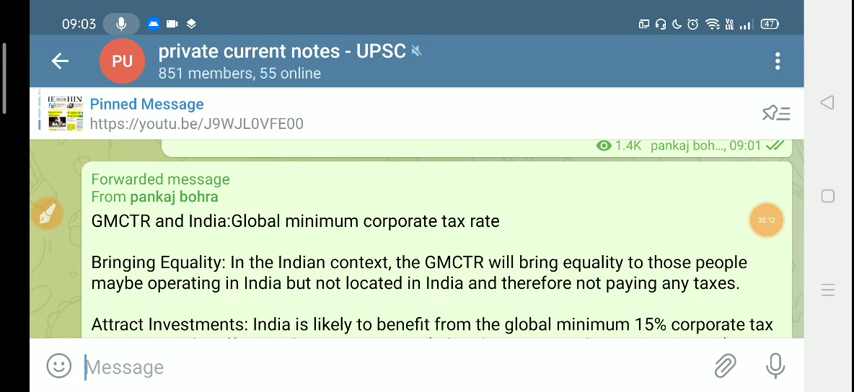 09:03
47
PU
private current notes - UPSC
851 members, 55 online
Pinned Message
https://youtu.be/J9WJL0VFE00
1.4K pankaj boh..., 09:01
Forwarded message
From pankaj bohra
GMCTR and India:Global minimum corporate tax rate
Bringing Equality: In the Indian context, the GMCTR will bring equality to those people
maybe operating in India but not located in India and therefore not paying any taxes.
35:12
Attract Investments: India is likely to benefit from the global minimum 15% corporate tax
Message